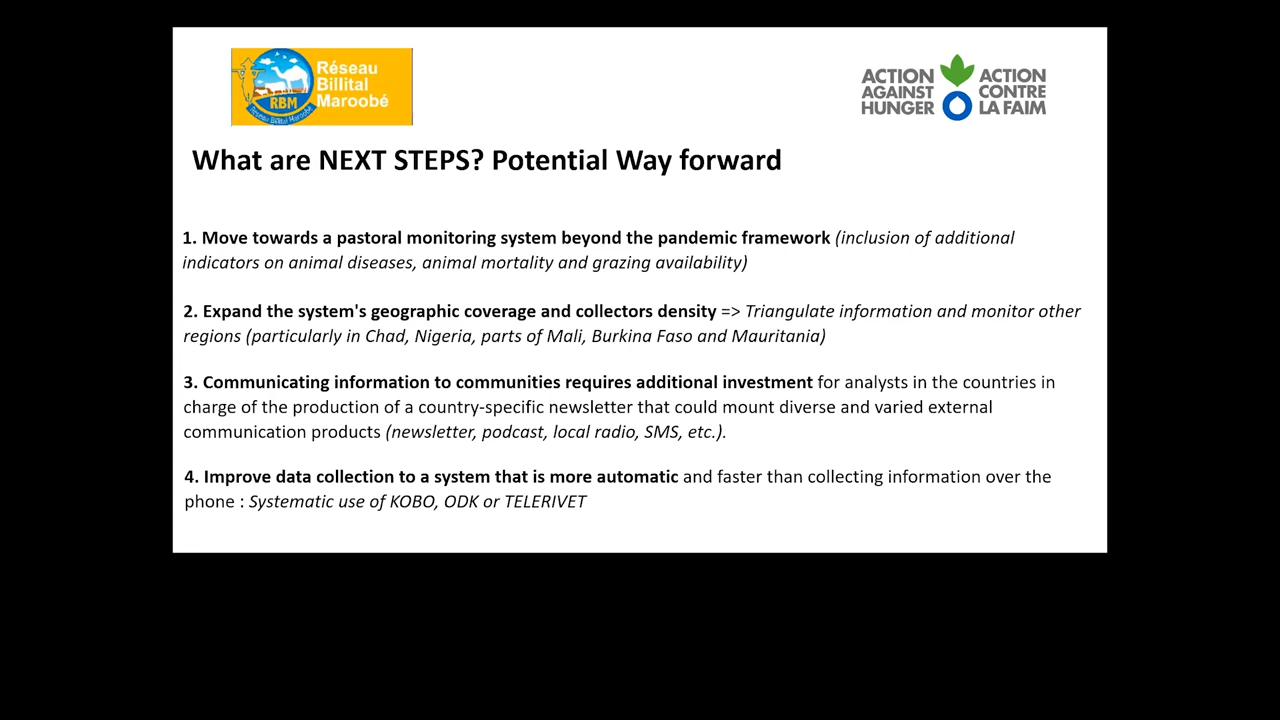 Réseau
Billital
Maroobé
RBM
Réseau Billital Maroobé
ACTION
AGAINST
HUNGER
ACTION
CONTRE
LA FAIM
What are NEXT STEPS? Potential Way forward
1. Move towards a pastoral monitoring system beyond the pandemic framework (inclusion of additional
indicators on animal diseases, animal mortality and grazing availability)
2. Expand the system's geographic coverage and collectors density => Triangulate information and monitor other
regions (particularly in Chad, Nigeria, parts of Mali, Burkina Faso and Mauritania)
3. Communicating information to communities requires additional investment for analysts in the countries in
charge of the production of a country-specific newsletter that could mount diverse and varied external
communication products (newsletter, podcast, local radio, SMS, etc.).
4. Improve data collection to a system that is more automatic and faster than collecting information over the
phone : Systematic use of KOBO, ODK or TELERIVET